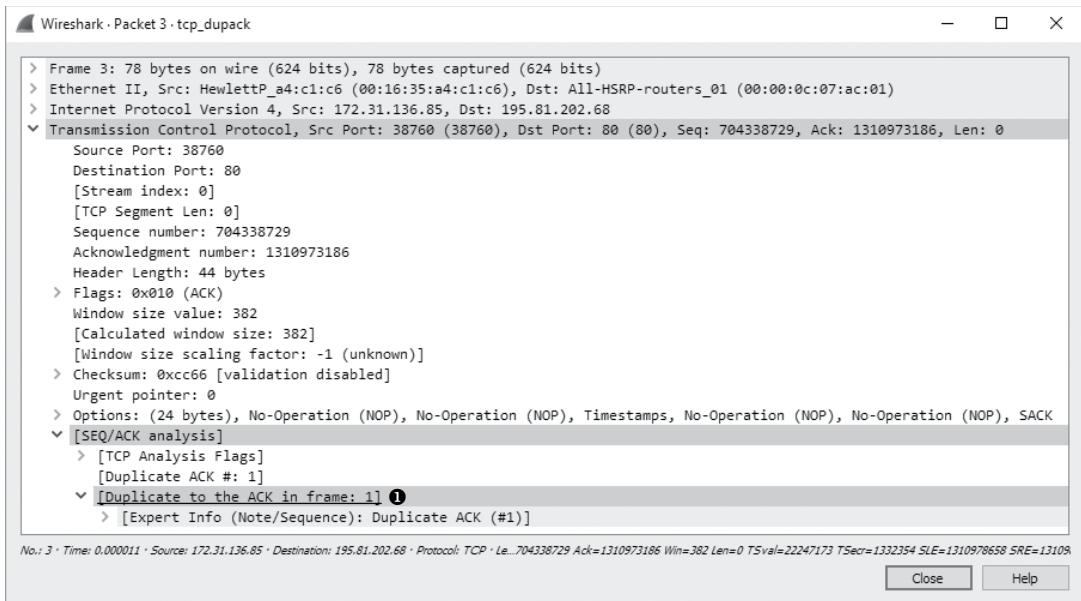 Wireshark · Packet 3 · tcp_dupack
> Frame 3: 78 bytes on wire (624 bits), 78 bytes captured (624 bits)
> Ethernet II, Src: HewlettP_a4:c1:c6 (00:16:35:a4:c1:c6), Dst: All-HSRP-routers_01 (00:00:0c:07:ac:01)
> Internet Protocol Version 4, Src: 172.31.136.85, Dst: 195.81.202.68
Transmission Control Protocol, Src Port: 38760 (38760), Dst Port: 80 (80), Seq: 704338729, Ack: 1310973186, Len: 0
Source Port: 38760
Destination Port: 80
[Stream index: 0]
[TCP Segment Len: 0]
Sequence number: 704338729
Acknowledgment number: 1310973186
Header Length: 44 bytes
> Flags: 0x010 (ACK)
Window size value: 382
[Calculated window size: 382]
[Window size scaling factor: -1 (unknown)]
> Checksum: 0xcc66 [validation disabled]
Urgent pointer: 0
> Options: (24 bytes), No-Operation (NOP), No-Operation (NOP), Timestamps, No-Operation (NOP), No-Operation (NOP), SACK
[SEQ/ACK analysis]
> [TCP Analysis Flags]
[Duplicate ACK #: 1]
[Duplicate to the ACK in frame: 1] ❶
> [Expert Info (Note/Sequence): Duplicate ACK (#1)]
No.: 3 · Time: 0.000011 · Source: 172.31.136.85 · Destination: 195.81.202.68 · Protocol: TCP · Le...704338729 Ack=1310973186 Win=382 Len=0 TSval=22247173 TSecr=1332354 SLE=1310978658 SRE=13109
Close Help